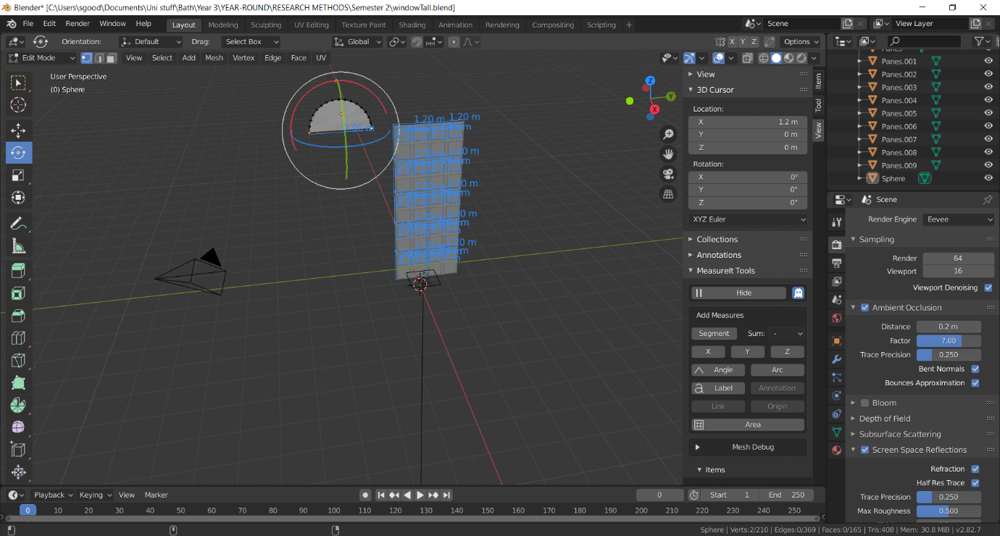 Blender* [C:\Users\sgood\Documents\Uni stuff\Bath\Year 3\YEAR-ROUND\RESEARCH METHODS\Semester 2\windowTall.blend]
File Edit Render Window Help Layout Modeling Sculpting UV Editing Texture Paint Shading Animation Rendering Compositing Scripting + Scene View Layer
Orientation: Default Drag: Select Box Global X Y Z Options
Edit Mode View Select Add Mesh Vertex Edge Face UV
User Perspective
(0) Sphere
1.20 m 1.20 m
1.20 m
1.20 m
1.20 m
1.20 m
Z
Y
X
View
3D Cursor
Location:
X 1.2 m
Y 0 m
Z 0 m
Rotation:
X 0°
Y 0°
Z 0°
XYZ Euler
Collections
Annotations
MeasureIt Tools
Hide
Add Measures
Segment Sum: -
X Y Z
Angle Arc
Label Annotation
Link Origin
Area
Mesh Debug
Items
Item
Tool
View
Panes.001
Panes.002
Panes.003
Panes.004
Panes.005
Panes.006
Panes.007
Panes.008
Panes.009
Sphere
Scene
Render Engine Eevee
Sampling
Render 64
Viewport 16
Viewport Denoising
Ambient Occlusion
Distance 0.2 m
Factor 7.00
Trace Precision 0.250
Bent Normals
Bounces Approximation
Bloom
Depth of Field
Subsurface Scattering
Screen Space Reflections
Refraction
Half Res Trace
Trace Precision 0.250
Max Roughness 0.500
Playback Keying View Marker 0 Start 1 End 250
0 10 20 30 40 50 60 70 80 90 100 110 120 130 140 150 160 170 180 190 200 210 220 230 240 250
Sphere | Verts:2/210 | Edges:0/369 | Faces:0/165 | Tris:408 | Mem: 30.8 MiB | v2.82.7